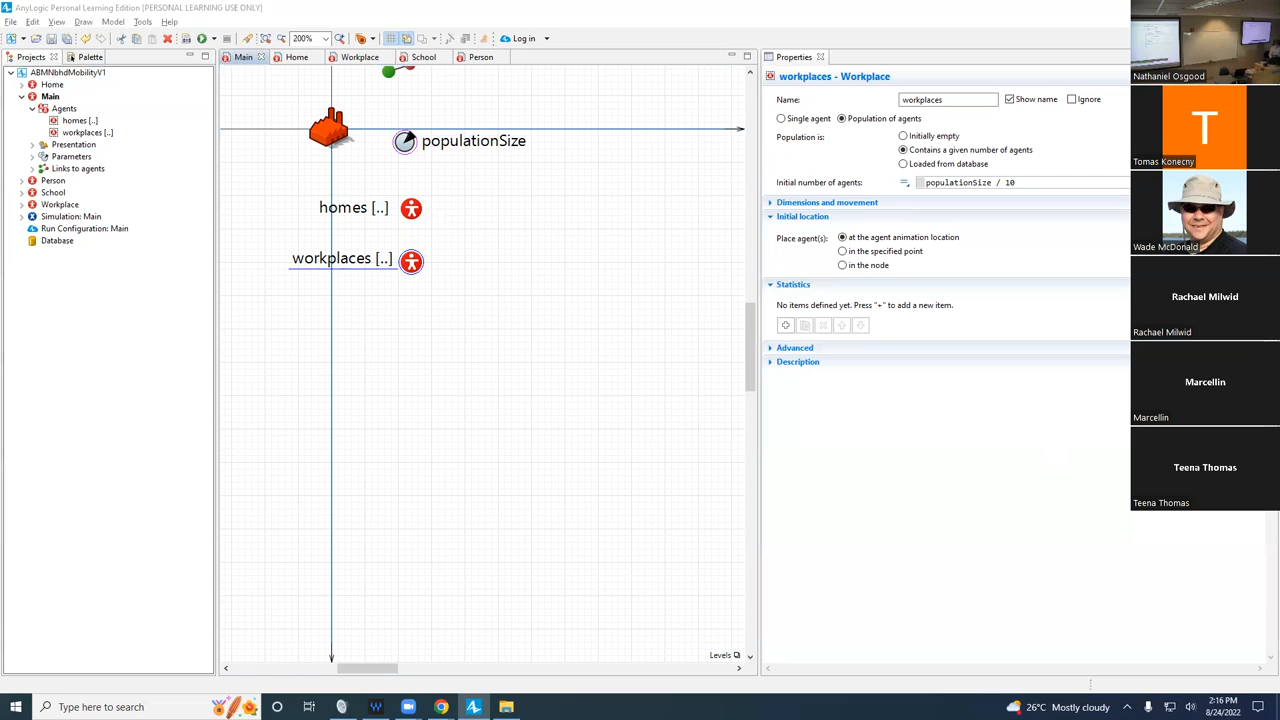 AnyLogic Personal Learning Edition [PERSONAL LEARNING USE ONLY]
File Edit View Draw Model Tools Help
200% Log in
Projects Palette
ABMNbhdMobilityV1
Home
Main
Agents
homes [..]
workplaces [..]
Presentation
Parameters
Links to agents
Person
School
Workplace
Simulation: Main
Run Configuration: Main
Database
Main Home Workplace School Person
populationSize
homes [..]
workplaces [..]
Levels
Properties
workplaces - Workplace
Name: workplaces Show name Ignore
Single agent Population of agents
Population is: Initially empty
Contains a given number of agents
Loaded from database
Initial number of agents: populationSize / 10
Dimensions and movement
Initial location
Place agent(s): at the agent animation location
in the specified point
in the node
Statistics
No items defined yet. Press "+" to add a new item.
Advanced
Description
Nathaniel Osgood
T
Tomas Konecny
Wade McDonald
Rachael Milwid
Rachael Milwid
Marcellin
Marcellin
Teena Thomas
Teena Thomas
Type here to search
26°C Mostly cloudy
2:16 PM
8/24/2022